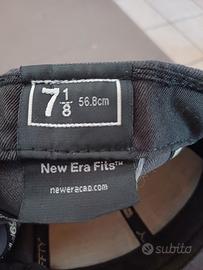 7 1/8 56.8cm
New Era Fits™
neweracap.com
subito